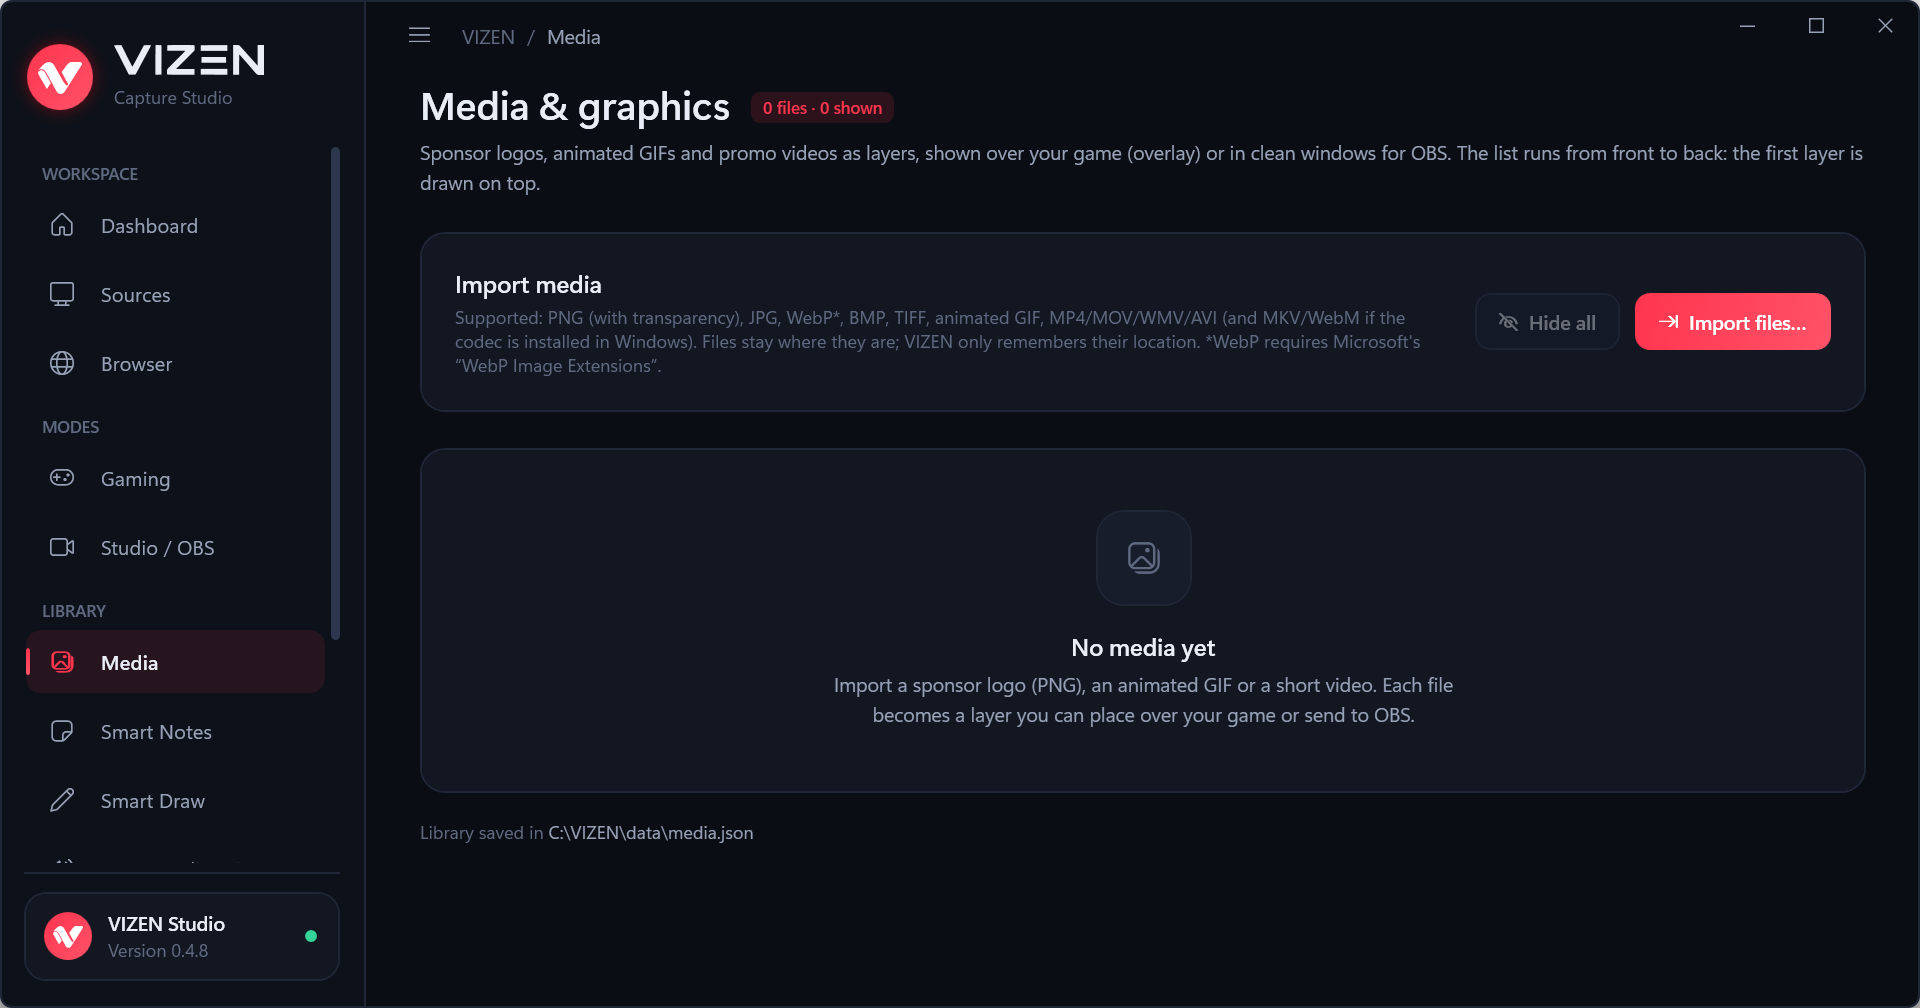 VIZEN
Capture Studio
WORKSPACE
Dashboard
Sources
Browser
MODES
Gaming
Studio / OBS
LIBRARY
Media
Smart Notes
Smart Draw
VIZEN Studio
Version 0.4.8
VIZEN / Media
Media & graphics
0 files · 0 shown
Sponsor logos, animated GIFs and promo videos as layers, shown over your game (overlay) or in clean windows for OBS. The list runs from front to back: the first layer is
drawn on top.
Import media
Supported: PNG (with transparency), JPG, WebP*, BMP, TIFF, animated GIF, MP4/MOV/WMV/AVI (and MKV/WebM if the
codec is installed in Windows). Files stay where they are; VIZEN only remembers their location. *WebP requires Microsoft's
“WebP Image Extensions”.
Hide all
Import files...
No media yet
Import a sponsor logo (PNG), an animated GIF or a short video. Each file
becomes a layer you can place over your game or send to OBS.
Library saved in C:\VIZEN\data\media.json